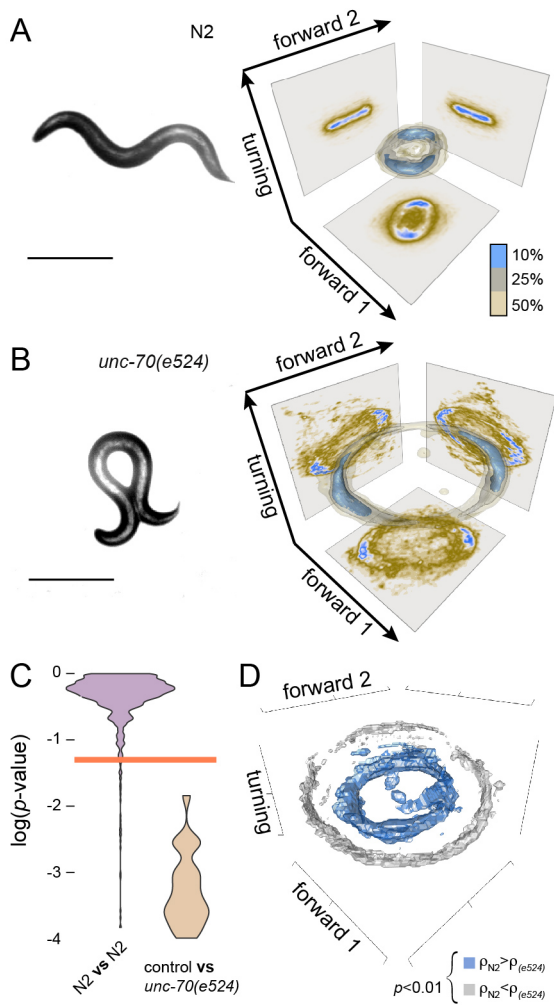 A
N2
forward 2
turning
forward 1
10%
25%
50%
B
unc-70(e524)
forward 2
turning
forward 1
C
0
-1
-2
-3
-4
log(p-value)
N2 vs N2
control vs
unc-70(e524)
D
forward 2
turning
forward 1
p<0.01
ρN2>ρ(e524)
ρN2<ρ(e524)